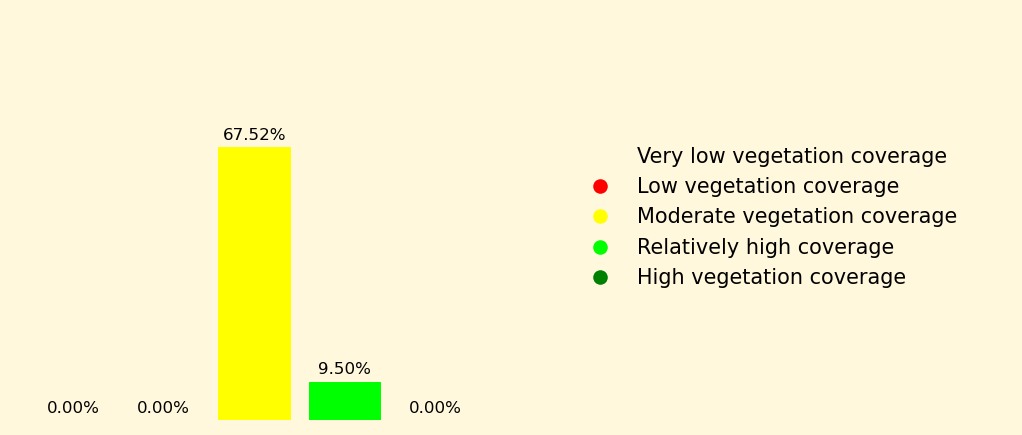 67.52%
9.50%
0.00%
0.00%
0.00%
Very low vegetation coverage
Low vegetation coverage
Moderate vegetation coverage
Relatively high coverage
High vegetation coverage